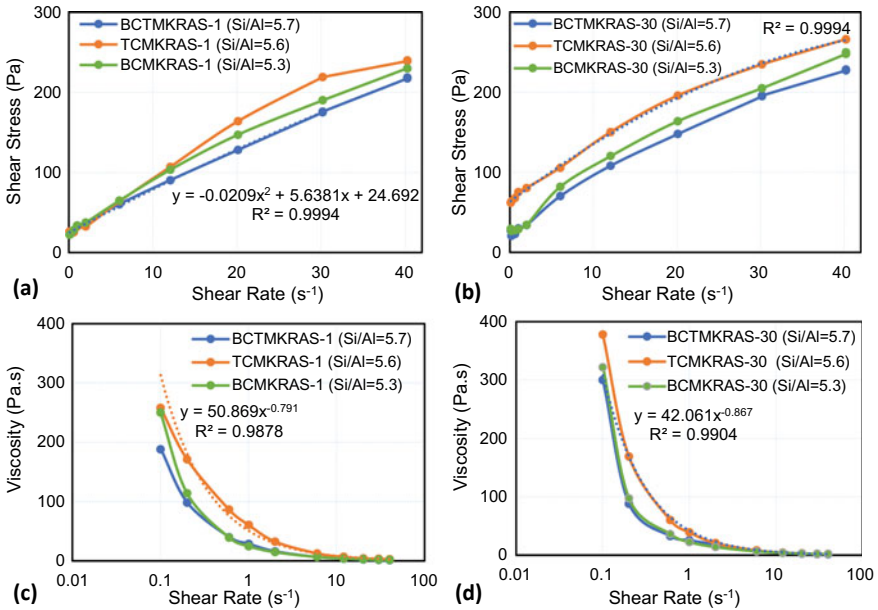 300
200
100
0
Shear Stress (Pa)
BCTMKRAS-1 (Si/Al=5.7)
TCMKRAS-1 (Si/Al=5.6)
BCMKRAS-1 (Si/Al=5.3)
y = -0.0209x² + 5.6381x + 24.692
R² = 0.9994
0 10 20 30 40
(a) Shear Rate (s⁻¹)
300
200
100
0
Shear Stress (Pa)
BCTMKRAS-30 (Si/Al=5.7)
TCMKRAS-30 (Si/Al=5.6)
BCMKRAS-30 (Si/Al=5.3)
R² = 0.9994
0 10 20 30 40
(b) Shear Rate (s⁻¹)
400
300
200
100
0
Viscosity (Pa.s)
BCTMKRAS-1 (Si/Al=5.7)
TCMKRAS-1 (Si/Al=5.6)
BCMKRAS-1 (Si/Al=5.3)
y = 50.869x⁻⁰·⁷⁹¹
R² = 0.9878
0.01 0.1 1 10 100
(c) Shear Rate (s⁻¹)
400
300
200
100
0
Viscosity (Pa.s)
BCTMKRAS-30 (Si/Al=5.7)
TCMKRAS-30 (Si/Al=5.6)
BCMKRAS-30 (Si/Al=5.3)
y = 42.061x⁻⁰·⁸⁶⁷
R² = 0.9904
0.01 0.1 1 10 100
(d) Shear Rate (s⁻¹)